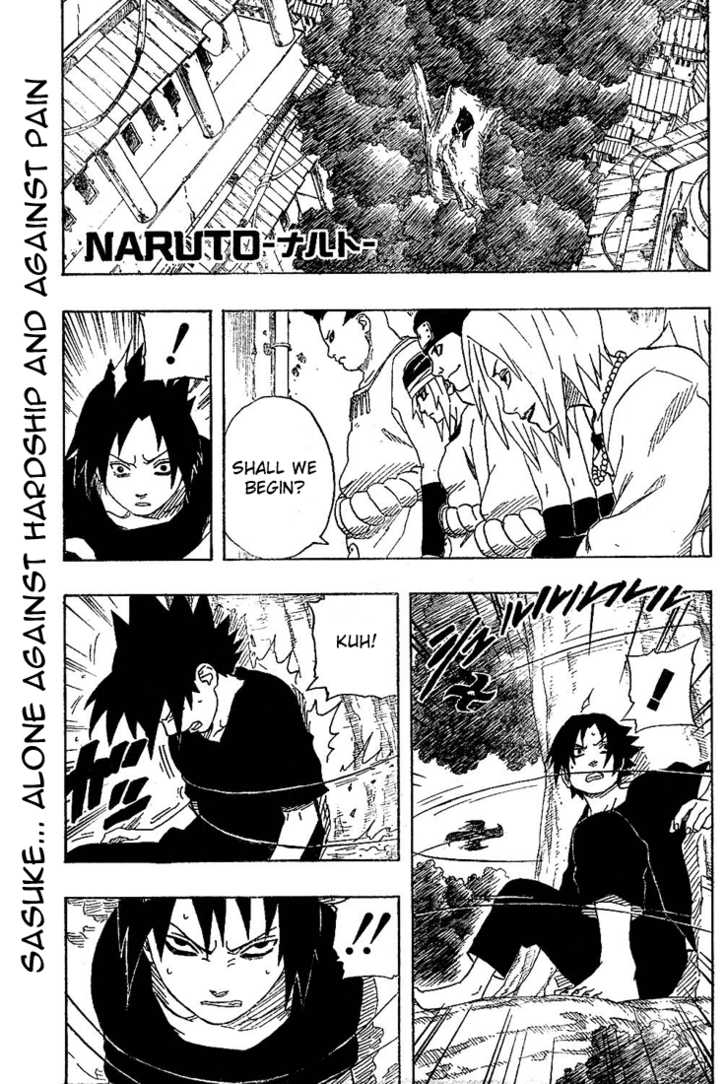 SASUKE... ALONE AGAINST HARDSHIP AND AGAINST PAIN
NARUTO-ナルト-
SHALL WE
BEGIN?
!
!
KUH!
!!